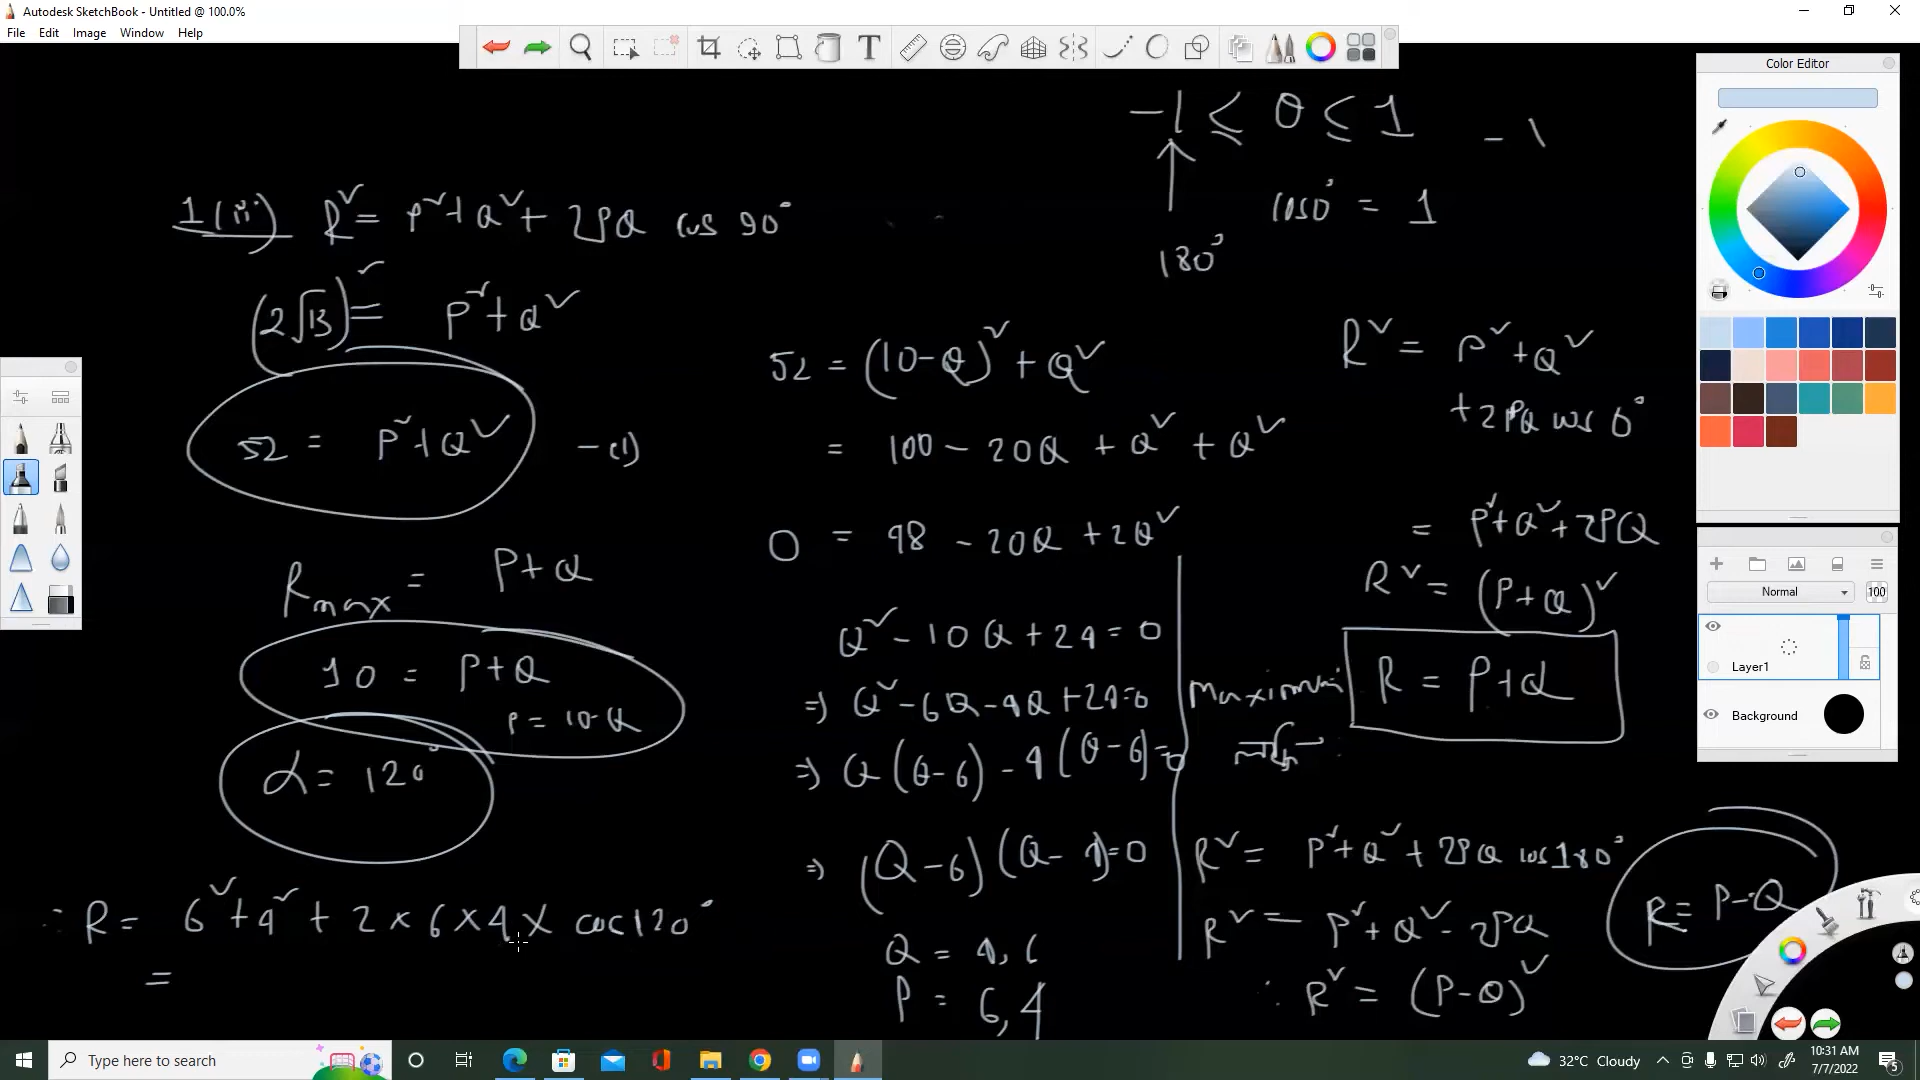 Autodesk SketchBook - Untitled @ 100.0%
File Edit Image Window Help
Color Editor
-1 ≤ θ ≤ 1
-1
180°
cos0° = 1
1(iii) R² = P² + Q² + 2PQ cos 90°
(2√13)² = P² + Q²
52 = P² + Q² -(1)
Rmax = P + Q
10 = P + Q
P = 10-Q
α = 120°
∴ R = 6² + 4² + 2 × 6 × 4 × cos120°
=
52 = (10-Q)² + Q²
= 100 - 20Q + Q² + Q²
0 = 48 - 20Q + 2Q²
Q² - 10Q + 24 = 0
⇒ Q² - 6Q - 4Q + 24 = 0
⇒ Q(Q-6) - 4(Q-6) = 0
⇒ (Q-6)(Q-4) = 0
Q = 4, 6
P = 6, 4
R² = P² + Q²
+ 2PQ cos 0°
= P² + Q² + 2PQ
R² = (P+Q)²
Maximum
R = P+Q
R² = P² + Q² + 2PQ cos180°
R² = P² + Q² - 2PQ
∴ R² = (P-Q)²
R = P-Q
Normal 100
Layer1
Background
Type here to search
32°C Cloudy
10:31 AM
7/7/2022
5